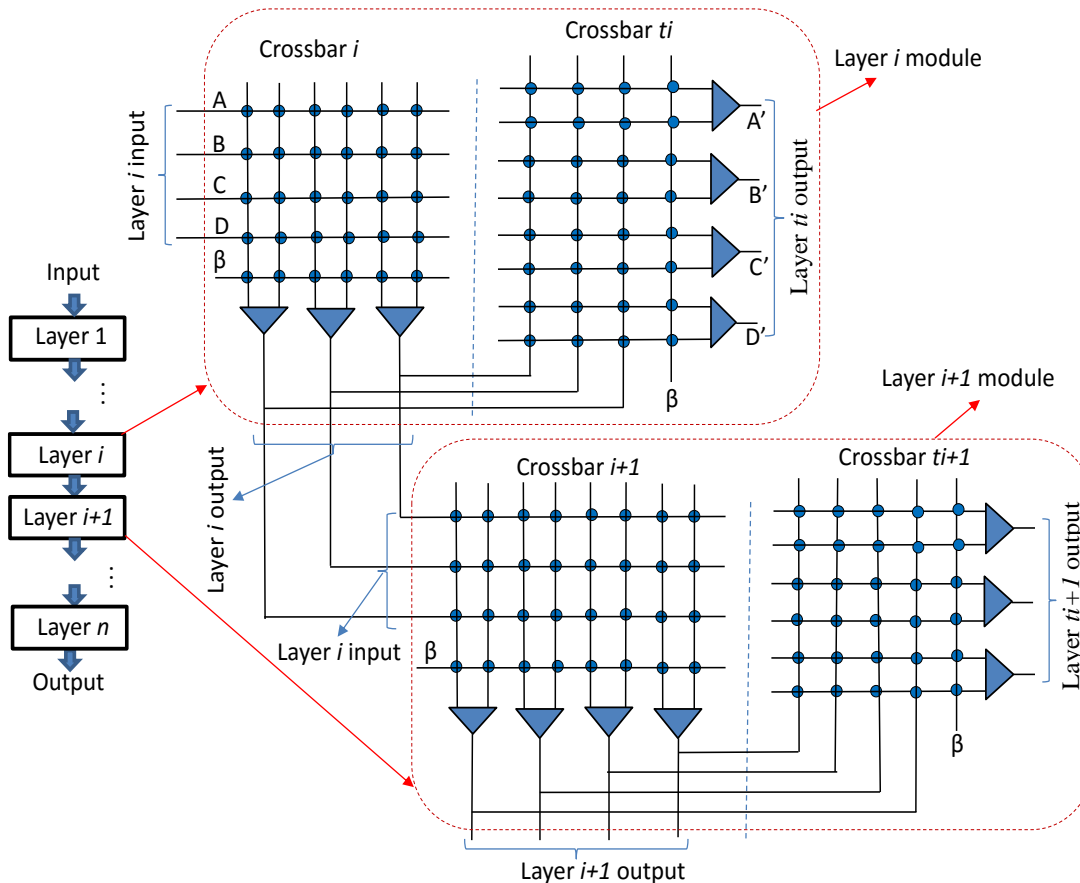 Crossbar i
Crossbar ti
Layer i module
Layer i input
A
B
C
D
β
A’
B’
C’
D’
Layer ti output
β
Input
Layer 1
⋮
Layer i
Layer i+1
⋮
Layer n
Output
Layer i output
Layer i+1 module
Crossbar i+1
Crossbar ti+1
Layer i input
β
Layer ti+1 output
β
Layer i+1 output